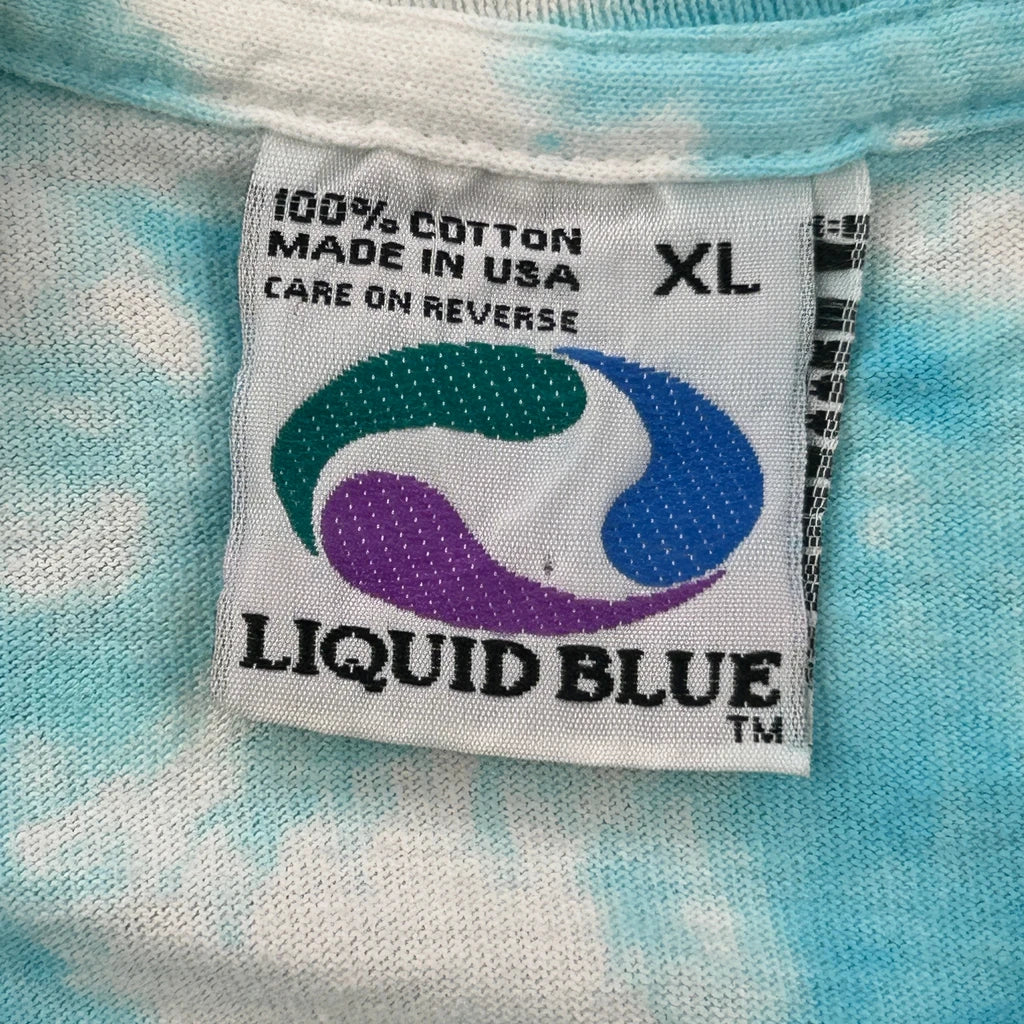 100% COTTON
MADE IN USA
CARE ON REVERSE
XL
LIQUID BLUE
TM